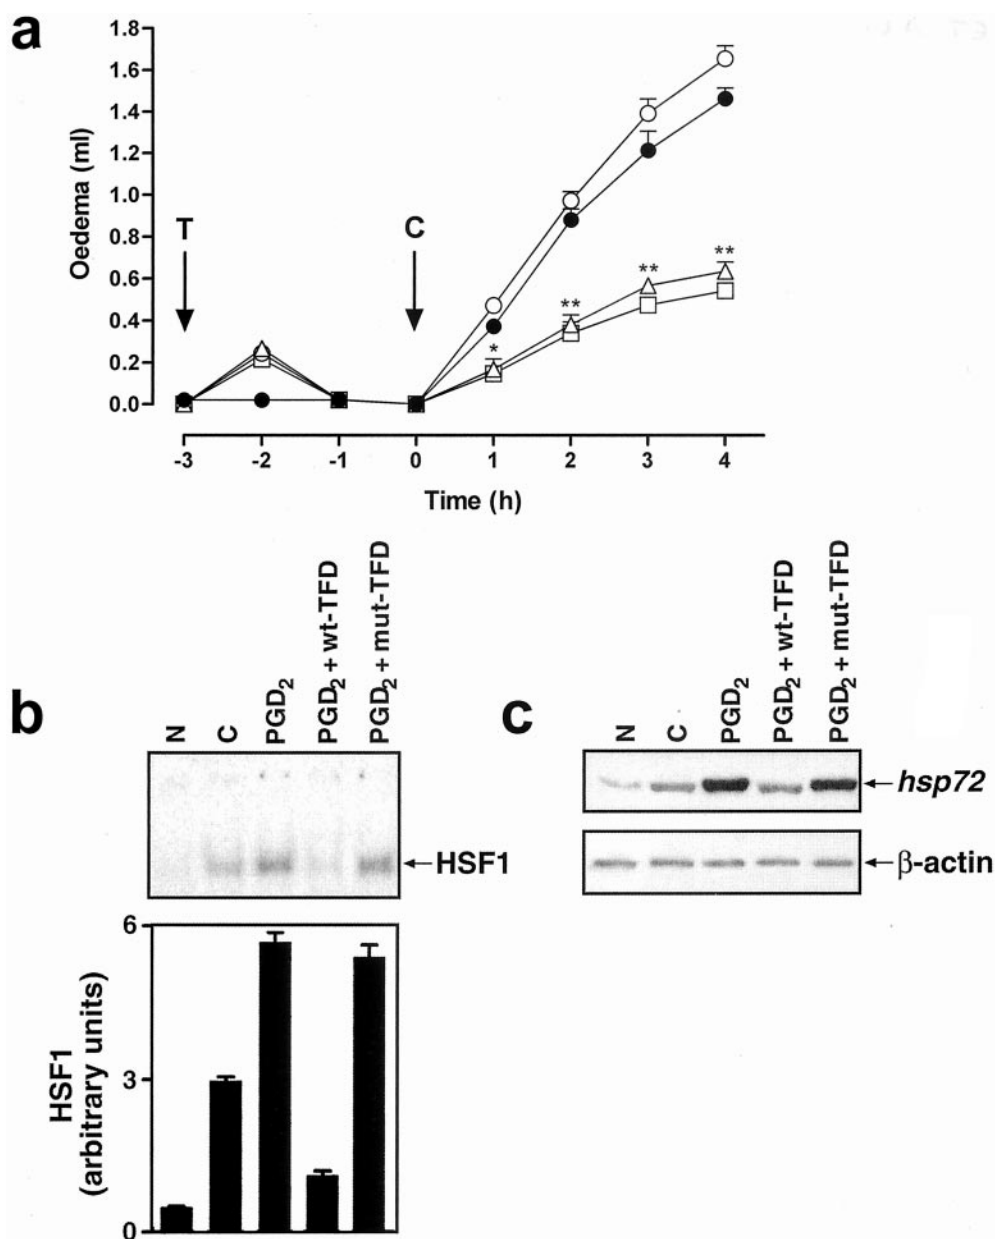 a
1.8
1.6
1.4
1.2
1.0
0.8
0.6
0.4
0.2
0.0
Oedema (ml)
T
C
*
**
**
**
-3 -2 -1 0 1 2 3 4
Time (h)
b
N
C
PGD2
PGD2 + wt-TFD
PGD2 + mut-TFD
HSF1
6
3
0
HSF1
(arbitrary units)
c
N
C
PGD2
PGD2 + wt-TFD
PGD2 + mut-TFD
hsp72
β-actin